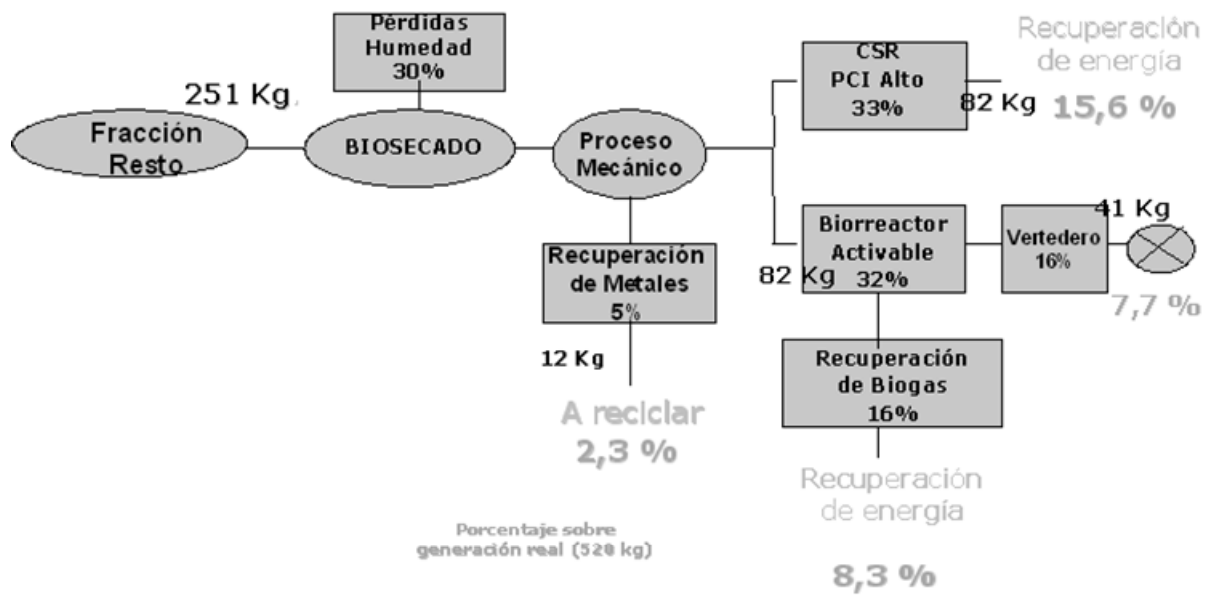 Pérdidas
Humedad
30%
251 Kg.
Fracción
Resto
BIOSECADO
Proceso
Mecánico
CSR
PCI Alto
33%
82 Kg
Recuperación
de energía
15,6 %
Recuperación
de Metales
5%
12 Kg
A reciclar
2,3 %
Biorreactor
Activable
32%
82 Kg
Vertedero
16%
41 Kg
7,7 %
Recuperación
de Biogas
16%
Recuperación
de energía
8,3 %
Porcentaje sobre
generación real (528 kg)